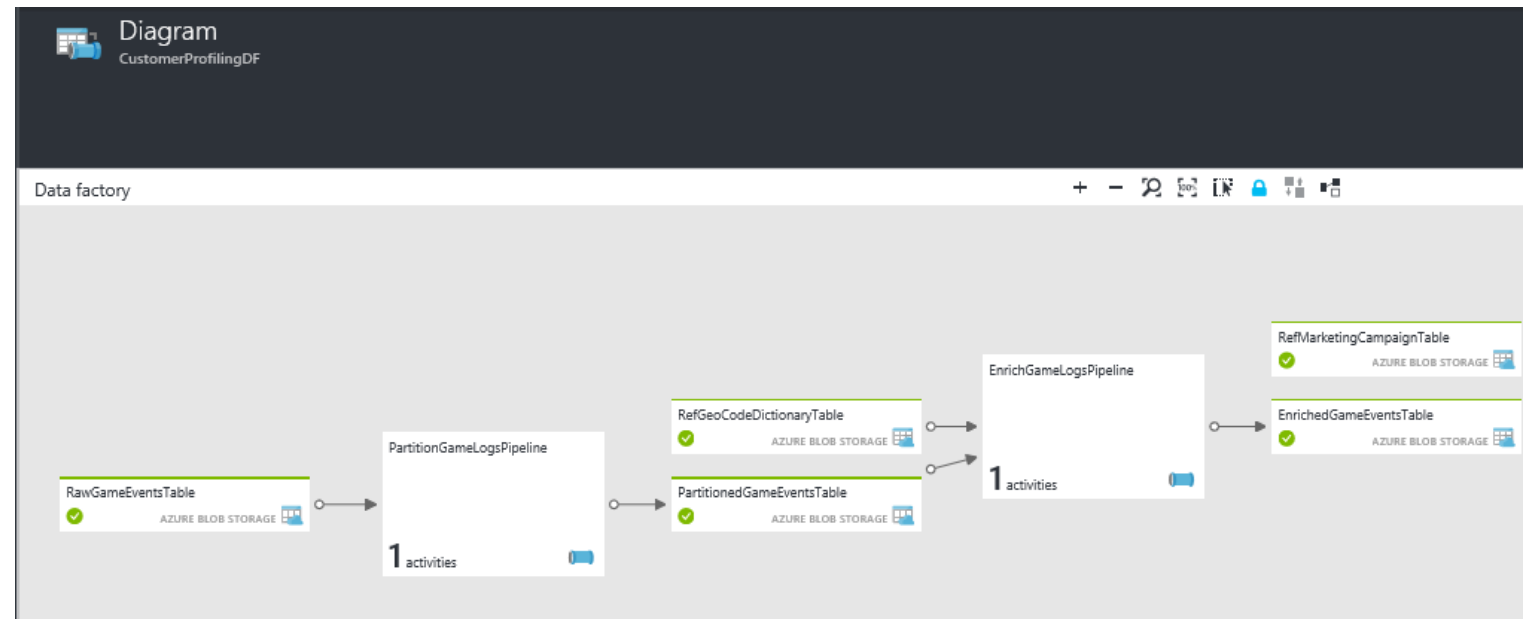 Diagram
CustomerProfilingDF
Data factory
100%
RefMarketingCampaignTable
AZURE BLOB STORAGE
EnrichGameLogsPipeline
RefGeoCodeDictionaryTable
AZURE BLOB STORAGE
EnrichedGameEventsTable
AZURE BLOB STORAGE
PartitionGameLogsPipeline
1 activities
RawGameEventsTable
AZURE BLOB STORAGE
PartitionedGameEventsTable
AZURE BLOB STORAGE
1 activities